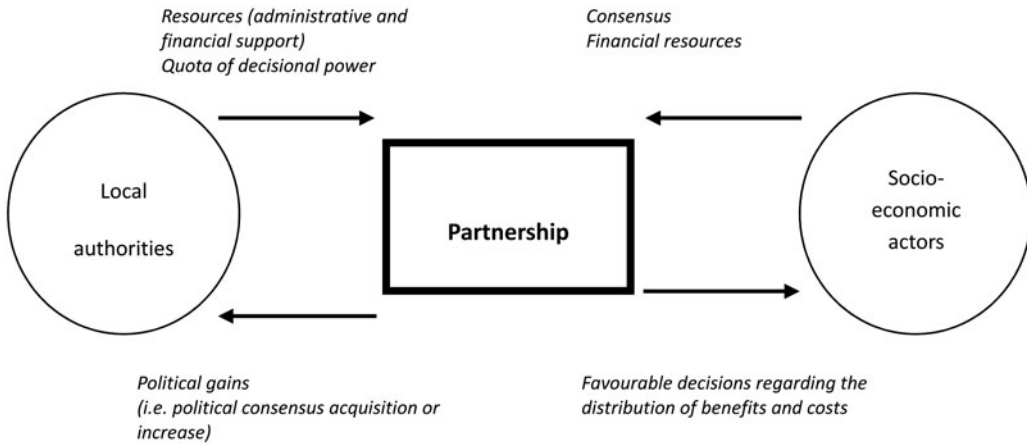 Resources (administrative and
financial support)
Quota of decisional power
Consensus
Financial resources
Local
authorities
Partnership
Socio-
economic
actors
Political gains
(i.e. political consensus acquisition or
increase)
Favourable decisions regarding the
distribution of benefits and costs